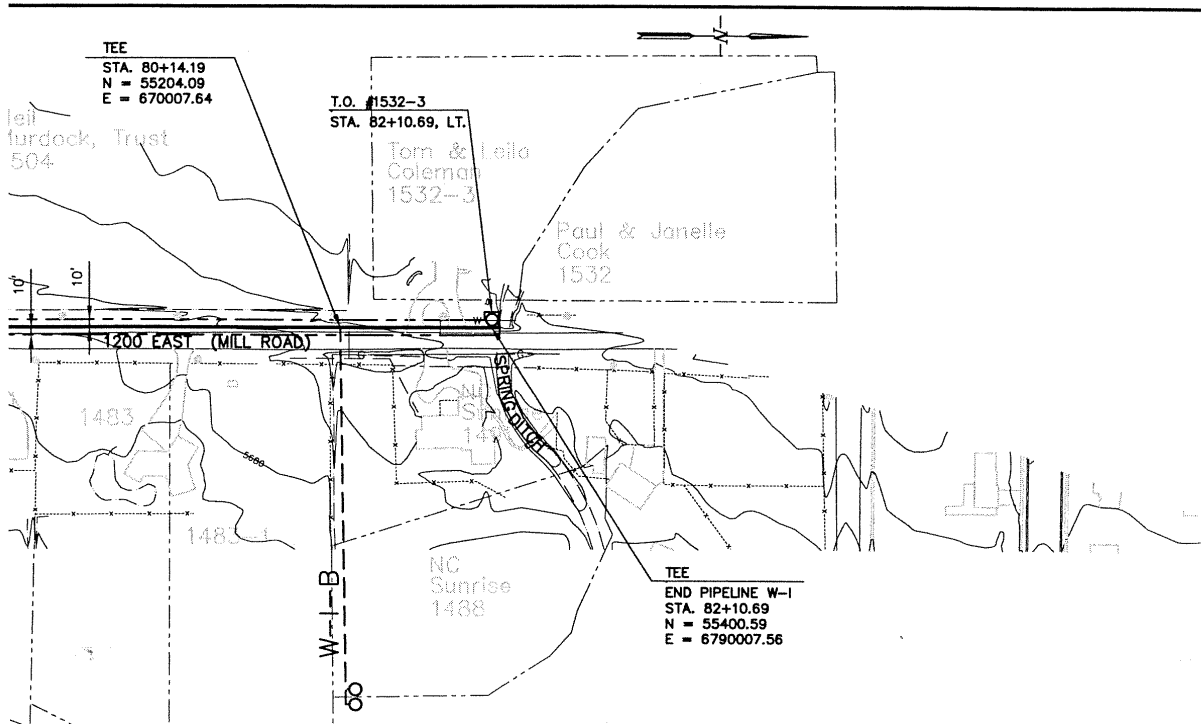 N
TEE
STA. 80+14.19
N = 55204.09
E = 670007.64
T.O. #1532-3
STA. 82+10.69, LT.
Murdock, Trust
Tom & Leila
Coleman
1532-3
Paul & Janelle
Cook
1532
10'
10'
W
1200 EAST (MILL ROAD)
SPRING DITCH
1483
5660
1483-1
NC
Sunrise
1488
W I B
TEE
END PIPELINE W-I
STA. 82+10.69
N = 55400.59
E = 6790007.56